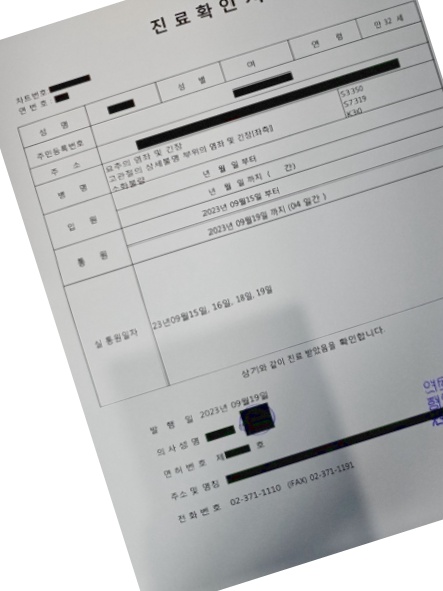 진료확인서
차트번호
연 번 호
성 명
성 별 여 연 령 만 32 세
주민등록번호
주 소
병 명 요추의 염좌 및 긴장 S3350
고관절의 상세불명 부위의 염좌 및 긴장[좌측] S7319
소화불량 K30
입 원 년 월 일 부터
년 월 일 까지 ( 간)
통 원 2023년 09월15일 부터
2023년 09월19일 까지 (04 일간 )
실 통원일자 23년09월15일, 16일, 18일, 19일
상기와 같이 진료 받았음을 확인합니다.
발 행 일 2023년 09월19일
의 사 성 명
면 허 번 호 제 호
주소 및 명칭
전 화 번 호 02-371-1110 (FAX) 02-371-1191